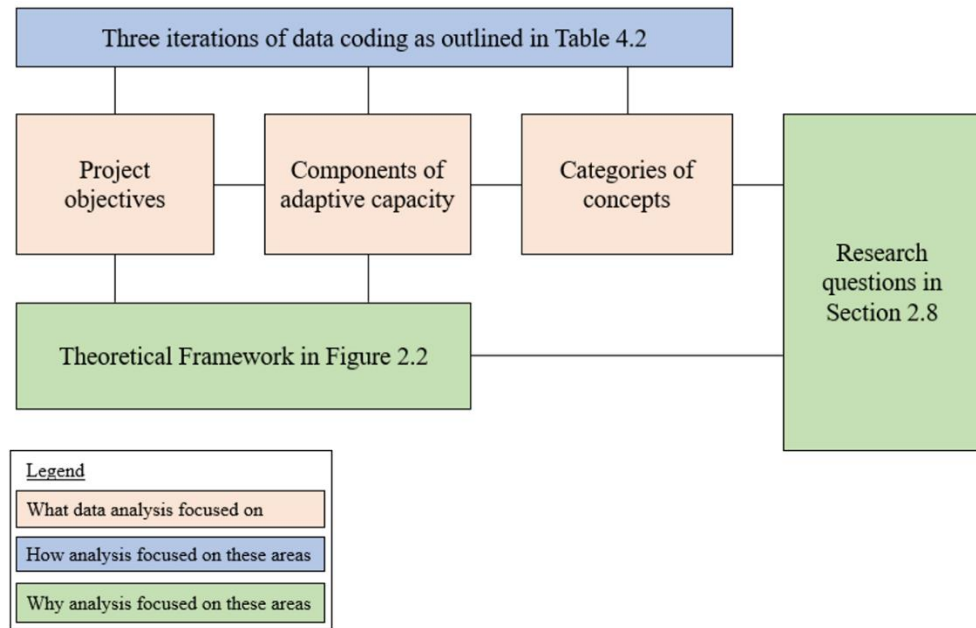 Three iterations of data coding as outlined in Table 4.2
Project
objectives
Components of
adaptive capacity
Categories of
concepts
Research
questions in
Section 2.8
Theoretical Framework in Figure 2.2
Legend
What data analysis focused on
How analysis focused on these areas
Why analysis focused on these areas